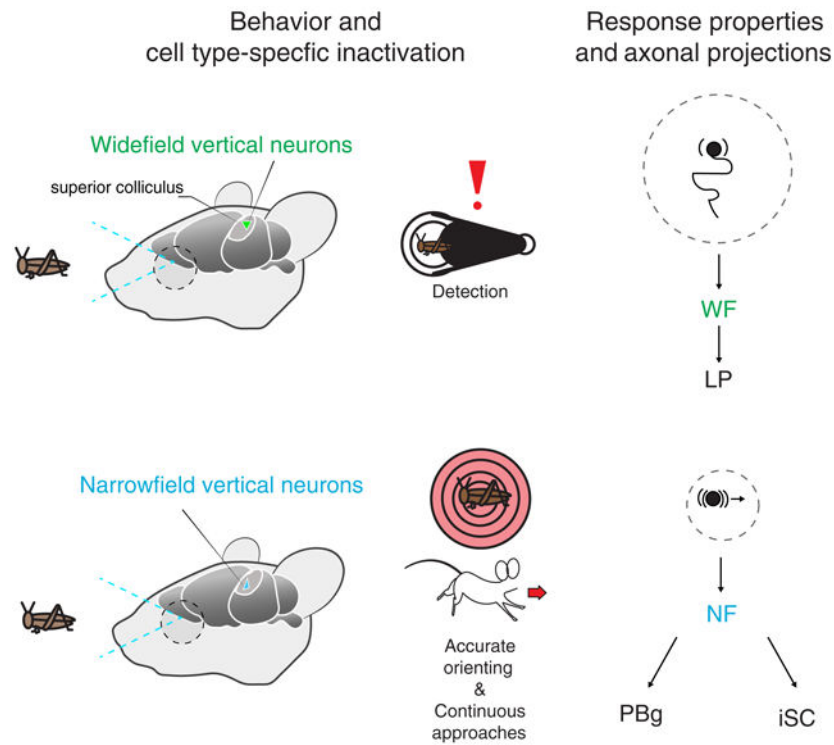 Behavior and
cell type-specfic inactivation
Response properties
and axonal projections
Widefield vertical neurons
superior colliculus
Detection
WF
LP
Narrowfield vertical neurons
Accurate
orienting
&
Continuous
approaches
NF
PBg
iSC